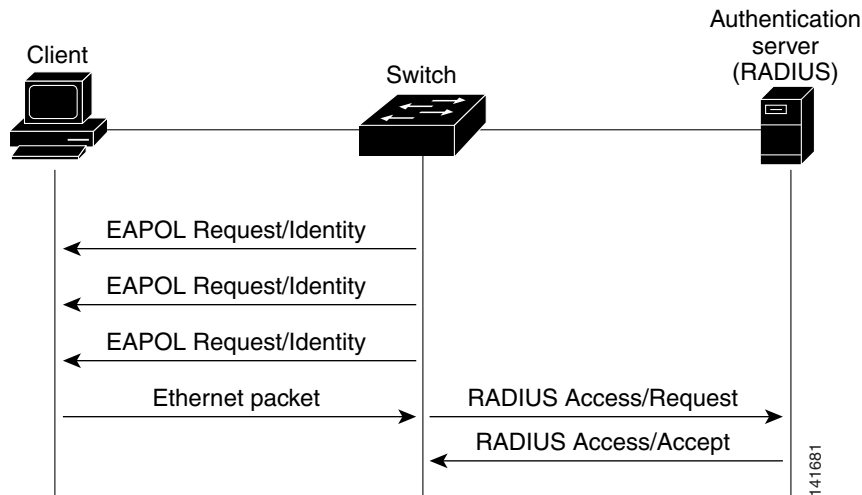 Client
Switch
Authentication
server
(RADIUS)
EAPOL Request/Identity
EAPOL Request/Identity
EAPOL Request/Identity
Ethernet packet
RADIUS Access/Request
RADIUS Access/Accept
141681